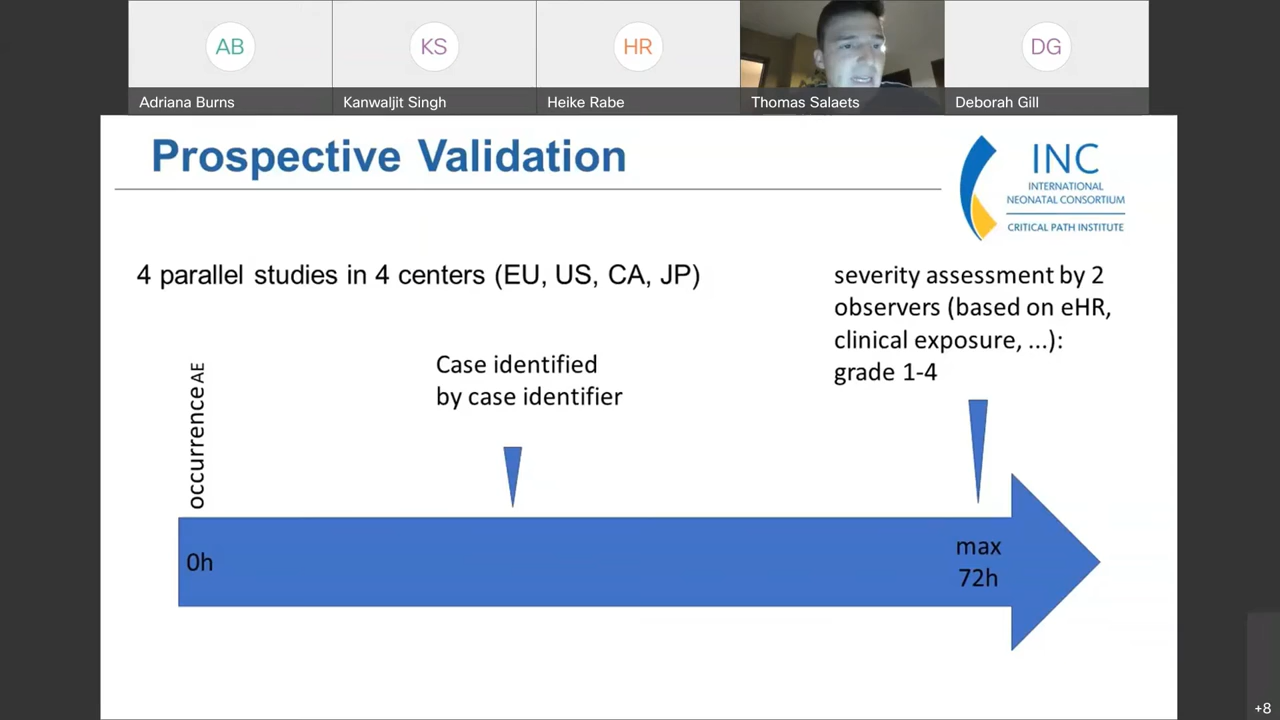 AB
KS
HR
DG
Adriana Burns
Kanwaljit Singh
Heike Rabe
Thomas Salaets
Deborah Gill
Prospective Validation
INC
INTERNATIONAL
NEONATAL CONSORTIUM
CRITICAL PATH INSTITUTE
4 parallel studies in 4 centers (EU, US, CA, JP)
severity assessment by 2
observers (based on eHR,
clinical exposure, ...):
grade 1-4
Case identified
by case identifier
occurrence AE
0h
max
72h
+8